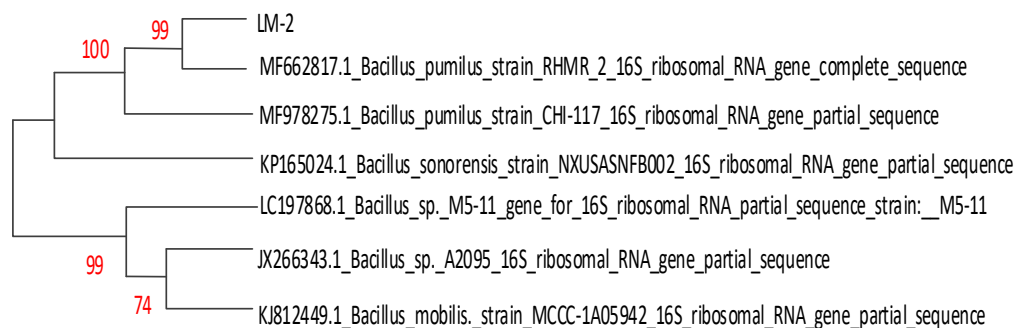 LM-2
99
100
MF662817.1_Bacillus_pumilus_strain_RHMR_2_16S_ribosomal_RNA_gene_complete_sequence
MF978275.1_Bacillus_pumilus_strain_CHI-117_16S_ribosomal_RNA_gene_partial_sequence
KP165024.1_Bacillus_sonorensis_strain_NXUSASNFB002_16S_ribosomal_RNA_gene_partial_sequence
LC197868.1_Bacillus_sp._M5-11_gene_for_16S_ribosomal_RNA_partial_sequence_strain:__M5-11
JX266343.1_Bacillus_sp._A2095_16S_ribosomal_RNA_gene_partial_sequence
99
74
KJ812449.1_Bacillus_mobilis._strain_MCCC-1A05942_16S_ribosomal_RNA_gene_partial_sequence